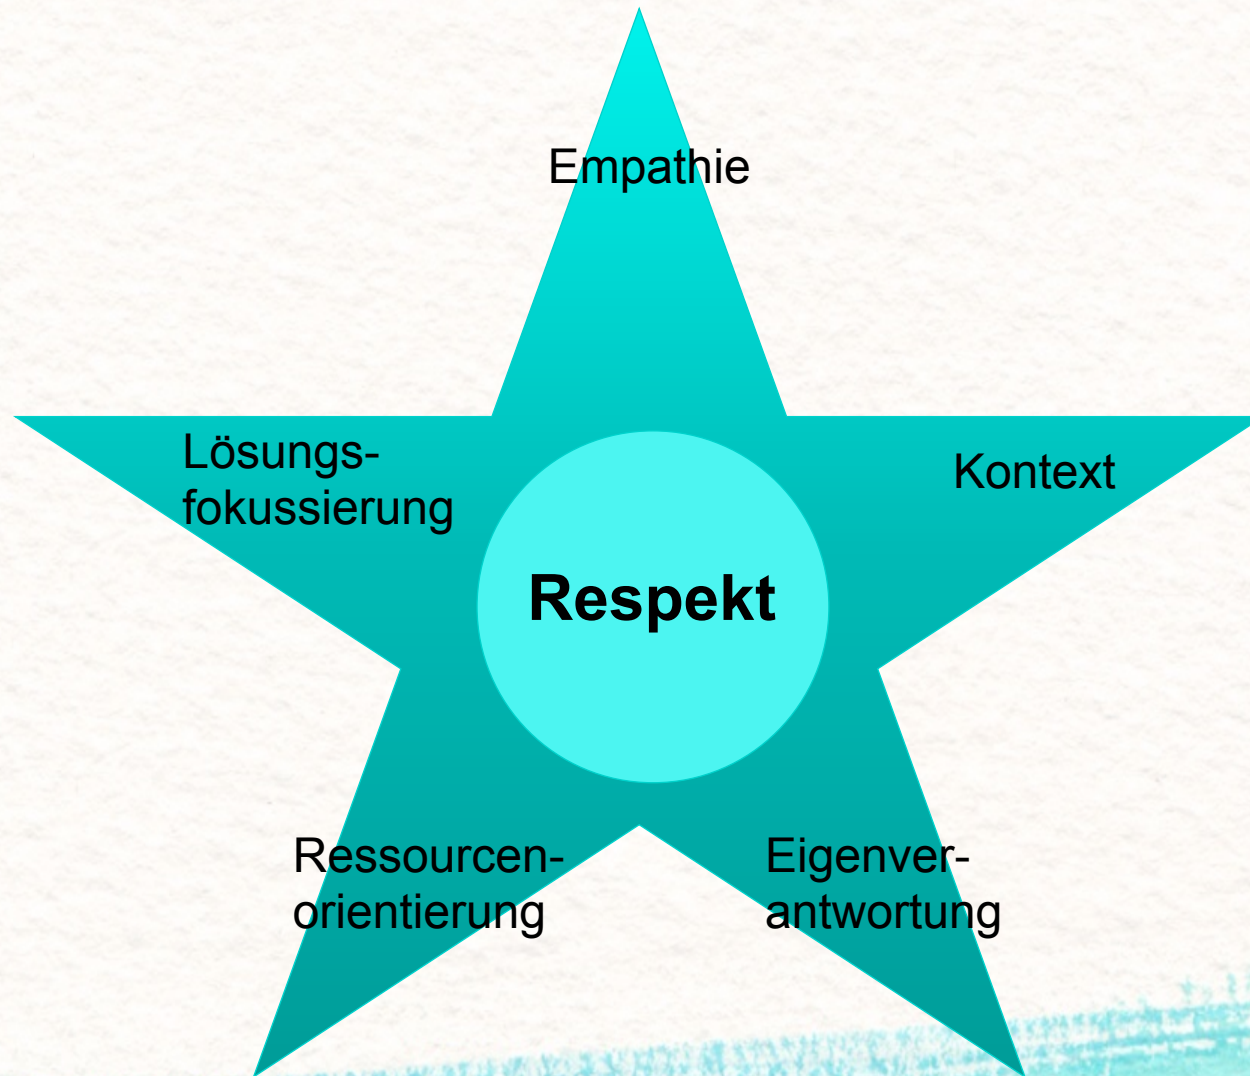 Empathie
Lösungs-
fokussierung
Kontext
Respekt
Ressourcen-
orientierung
Eigenver-
antwortung